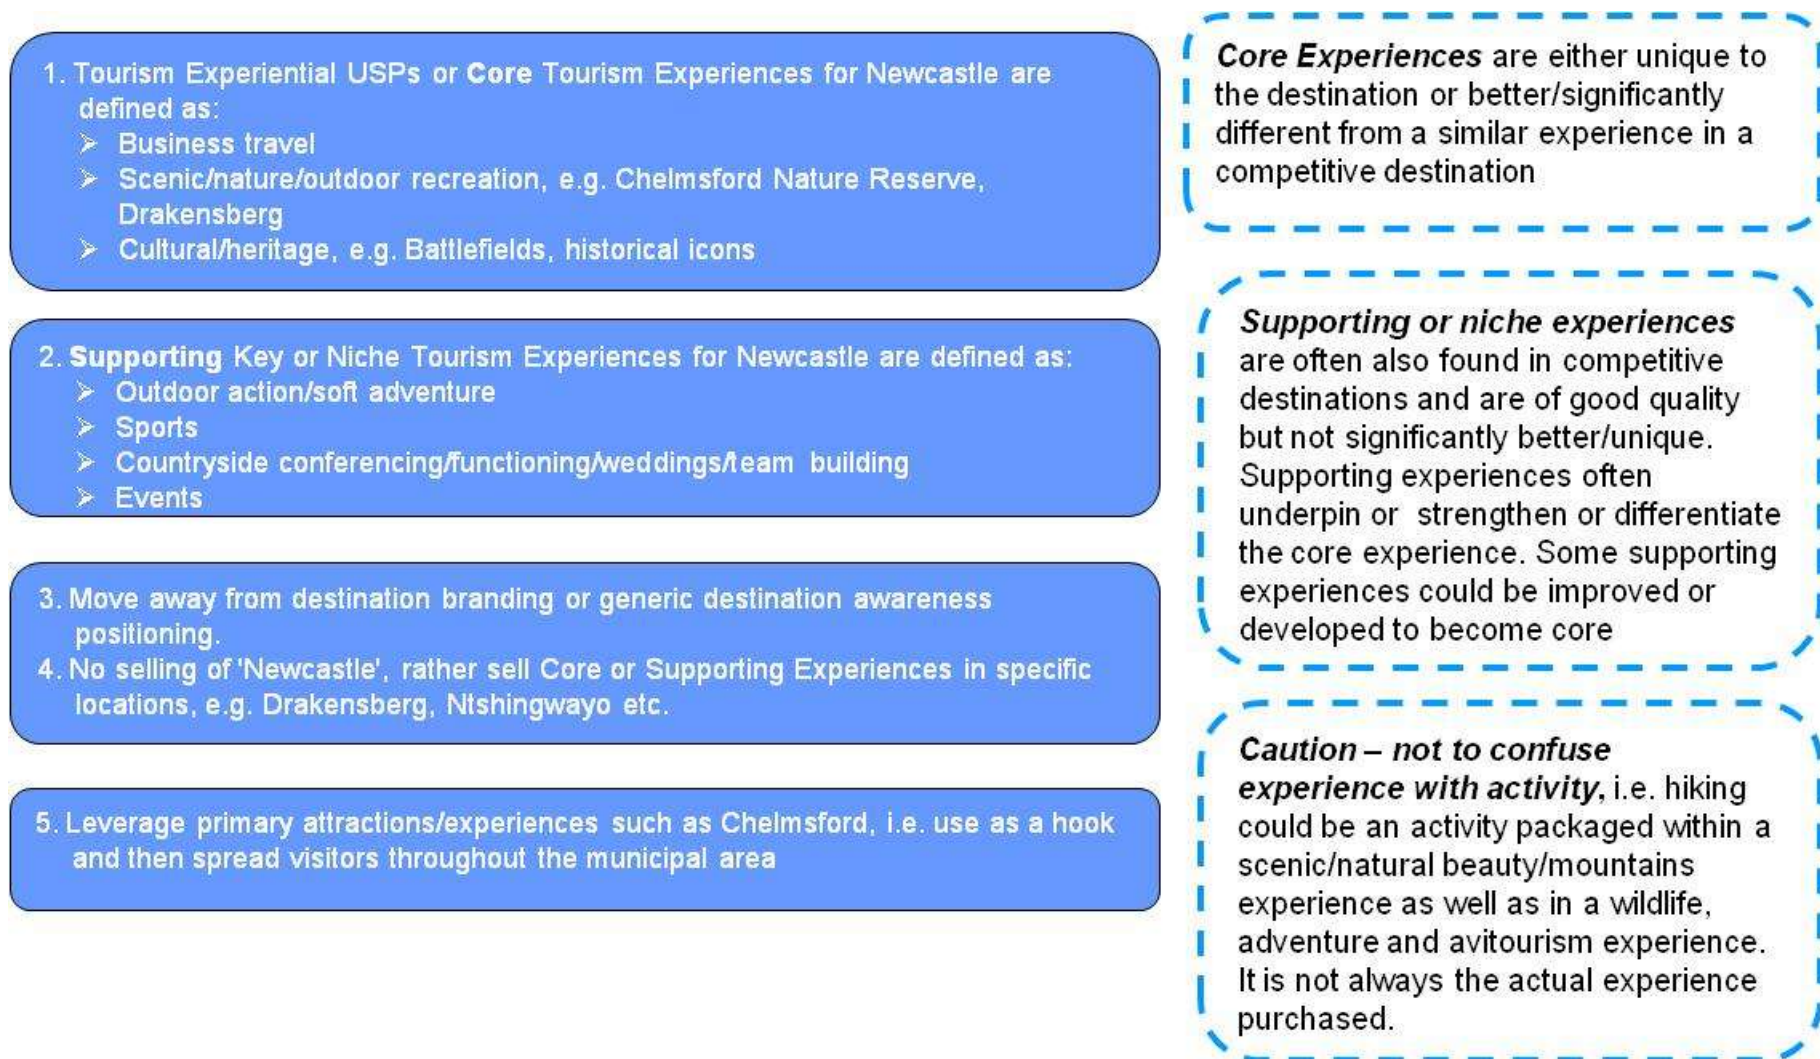 1. Tourism Experiential USPs or Core Tourism Experiences for Newcastle are
defined as:
➢ Business travel
➢ Scenic/nature/outdoor recreation, e.g. Chelmsford Nature Reserve,
Drakensberg
➢ Cultural/heritage, e.g. Battlefields, historical icons
2. Supporting Key or Niche Tourism Experiences for Newcastle are defined as:
➢ Outdoor action/soft adventure
➢ Sports
➢ Countryside conferencing/functioning/weddings/team building
➢ Events
3. Move away from destination branding or generic destination awareness
positioning.
4. No selling of 'Newcastle', rather sell Core or Supporting Experiences in specific
locations, e.g. Drakensberg, Ntshingwayo etc.
5. Leverage primary attractions/experiences such as Chelmsford, i.e. use as a hook
and then spread visitors throughout the municipal area
Core Experiences are either unique to
the destination or better/significantly
different from a similar experience in a
competitive destination
Supporting or niche experiences
are often also found in competitive
destinations and are of good quality
but not significantly better/unique.
Supporting experiences often
underpin or strengthen or differentiate
the core experience. Some supporting
experiences could be improved or
developed to become core
Caution – not to confuse
experience with activity, i.e. hiking
could be an activity packaged within a
scenic/natural beauty/mountains
experience as well as in a wildlife,
adventure and avitourism experience.
It is not always the actual experience
purchased.